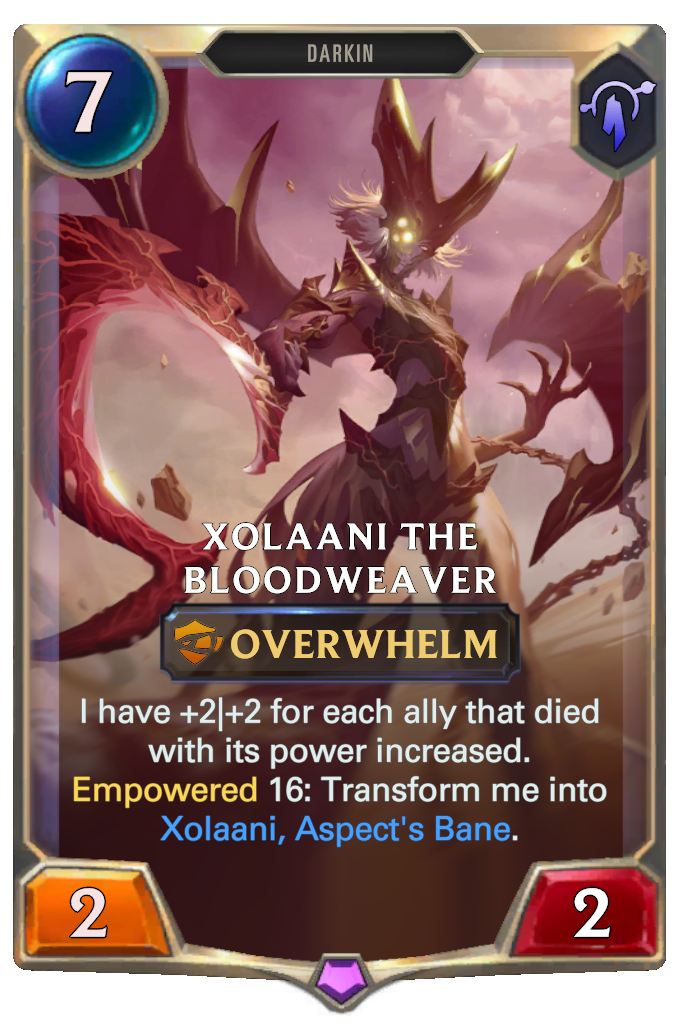 DARKIN
7
XOLAANI THE
BLOODWEAVER
OVERWHELM
I have +2|+2 for each ally that died
with its power increased.
Empowered 16: Transform me into
Xolaani, Aspect's Bane.
2
2